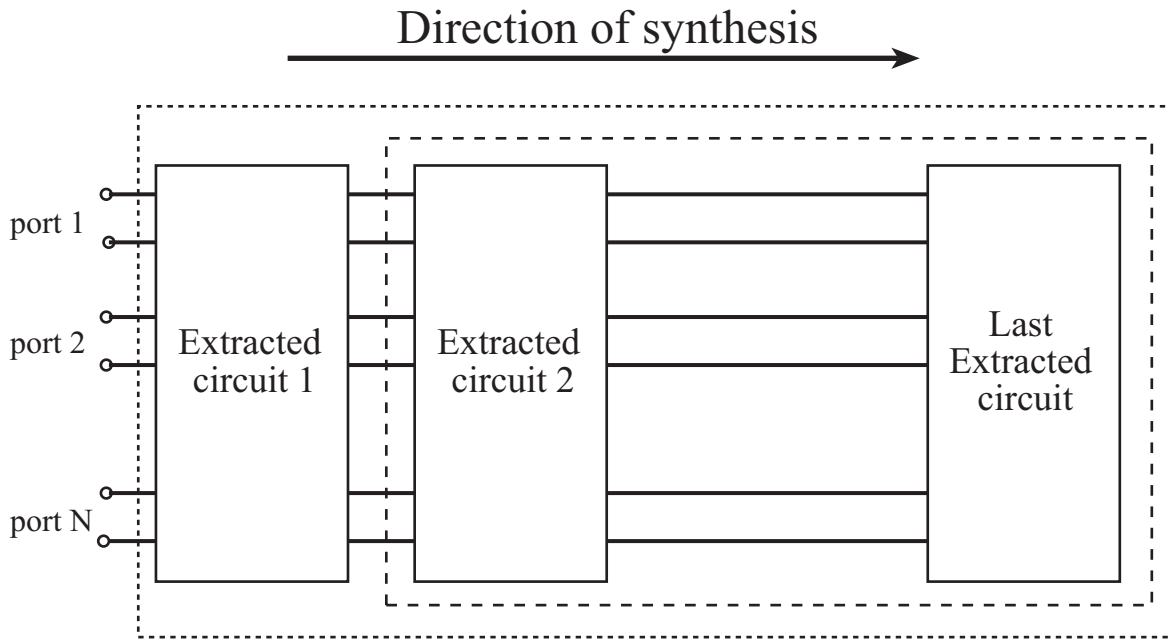 Direction of synthesis
port 1
port 2
port N
Extracted
circuit 1
Extracted
circuit 2
Last
Extracted
circuit